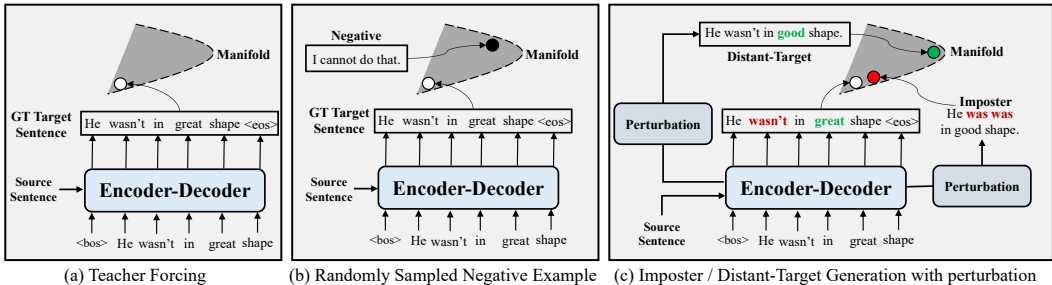 Manifold
GT Target
Sentence
He wasn't in great shape <eos>
Source
Sentence
Encoder-Decoder
<bos> He wasn't in great shape
(a) Teacher Forcing
Negative
I cannot do that.
Manifold
GT Target
Sentence
He wasn't in great shape <eos>
Source
Sentence
Encoder-Decoder
<bos> He wasn't in great shape
(b) Randomly Sampled Negative Example
He wasn't in good shape.
Distant-Target
Manifold
Perturbation
Imposter
He was was
in good shape.
He wasn't in great shape <eos>
Encoder-Decoder
Perturbation
Source
Sentence
<bos> He wasn't in great shape
(c) Imposter / Distant-Target Generation with perturbation